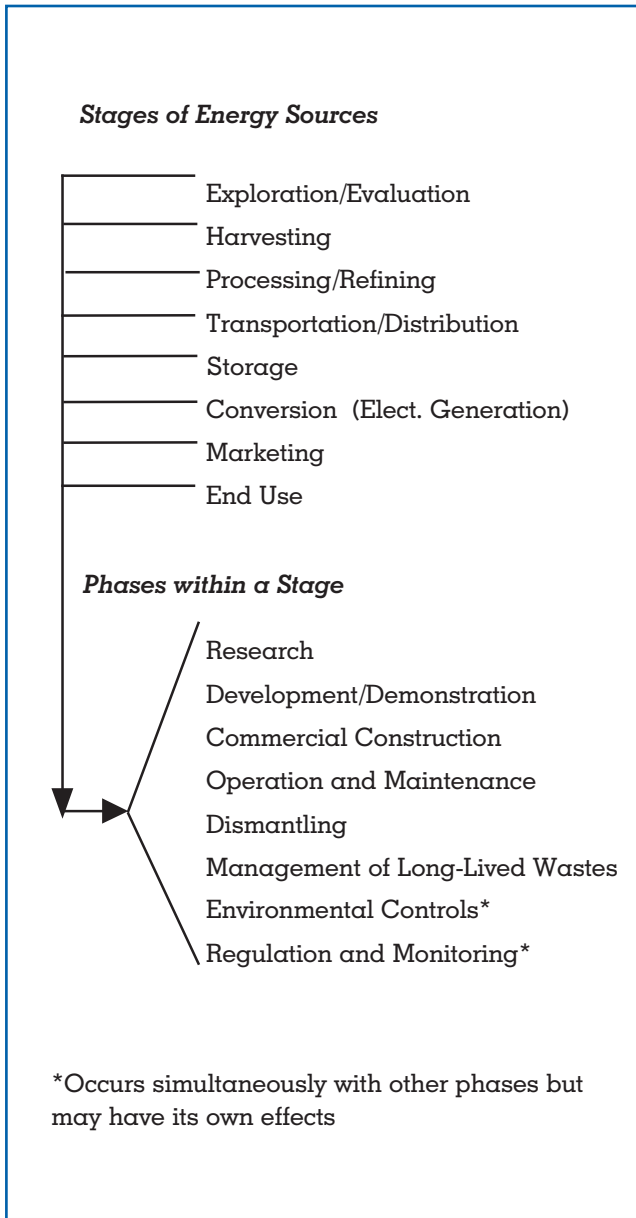 Stages of Energy Sources
Exploration/Evaluation
Harvesting
Processing/Refining
Transportation/Distribution
Storage
Conversion (Elect. Generation)
Marketing
End Use
Phases within a Stage
Research
Development/Demonstration
Commercial Construction
Operation and Maintenance
Dismantling
Management of Long-Lived Wastes
Environmental Controls*
Regulation and Monitoring*
*Occurs simultaneously with other phases but
may have its own effects